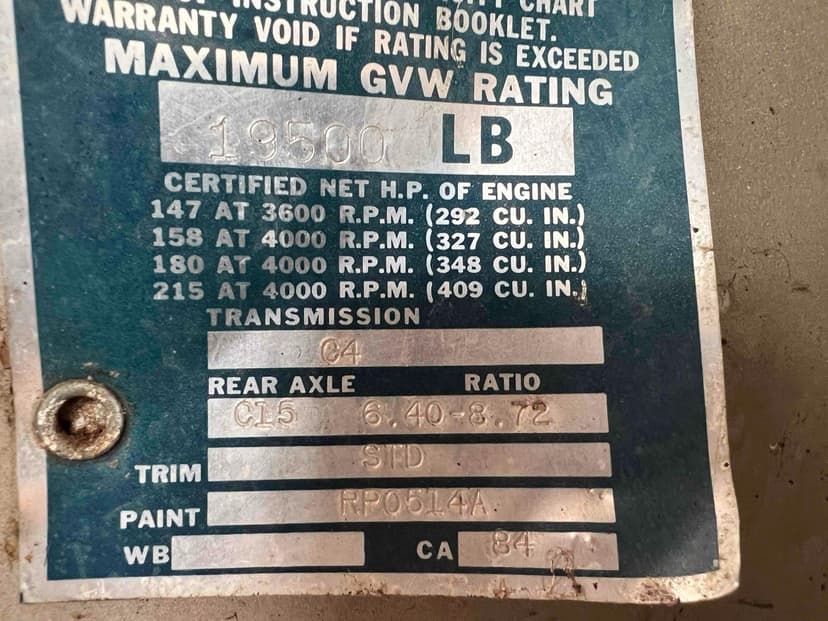 CHART
INSTRUCTION BOOKLET.
WARRANTY VOID IF RATING IS EXCEEDED
MAXIMUM GVW RATING
19500 LB
CERTIFIED NET H.P. OF ENGINE
147 AT 3600 R.P.M. (292 CU. IN.)
158 AT 4000 R.P.M. (327 CU. IN.)
180 AT 4000 R.P.M. (348 CU. IN.)
215 AT 4000 R.P.M. (409 CU. IN.)
TRANSMISSION
C4
REAR AXLE RATIO
CI5 6.40-8.72
TRIM STD
PAINT RPO514A
WB CA 84